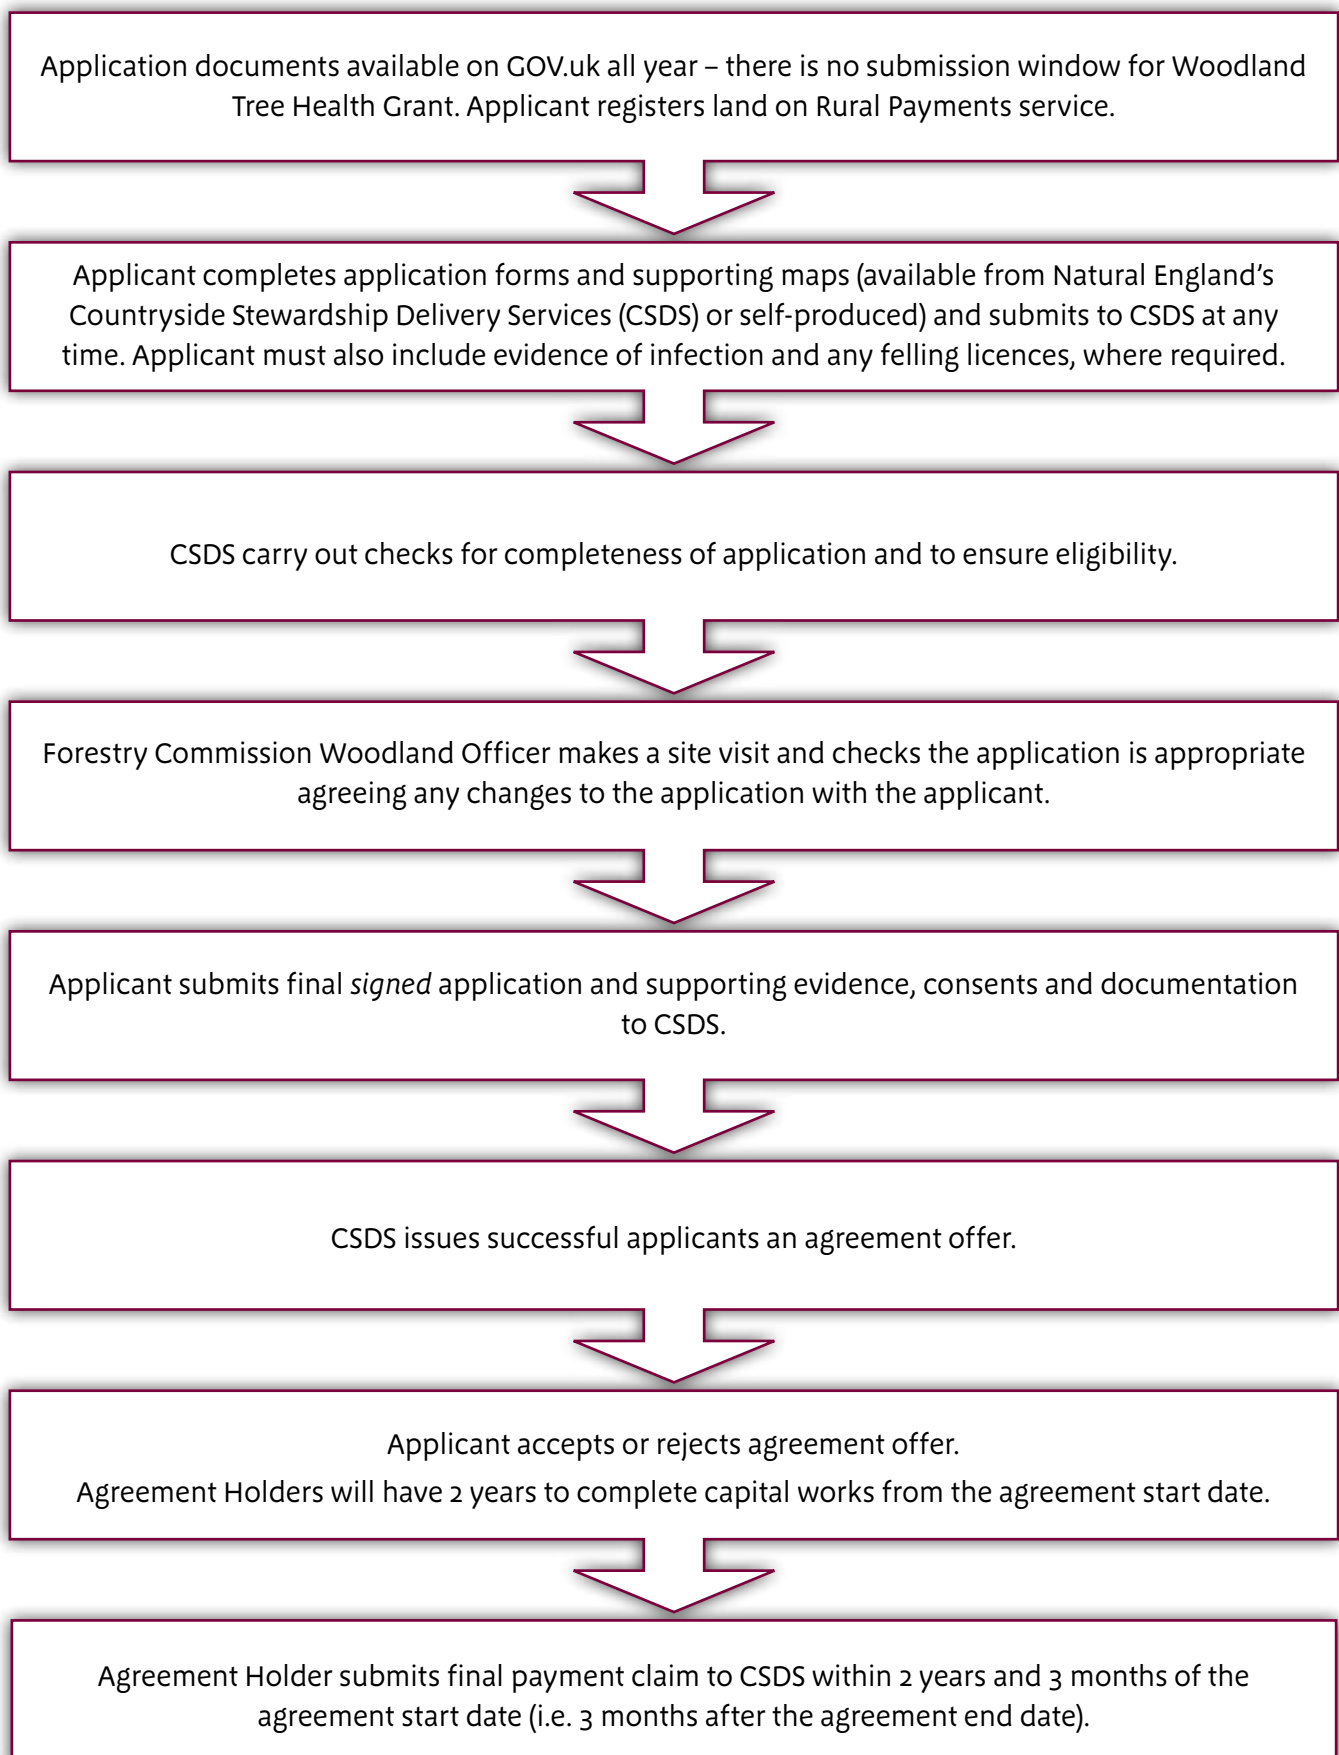 Application documents available on GOV.uk all year – there is no submission window for Woodland
Tree Health Grant. Applicant registers land on Rural Payments service.
Applicant completes application forms and supporting maps (available from Natural England’s
Countryside Stewardship Delivery Services (CSDS) or self-produced) and submits to CSDS at any
time. Applicant must also include evidence of infection and any felling licences, where required.
CSDS carry out checks for completeness of application and to ensure eligibility.
Forestry Commission Woodland Officer makes a site visit and checks the application is appropriate
agreeing any changes to the application with the applicant.
Applicant submits final signed application and supporting evidence, consents and documentation
to CSDS.
CSDS issues successful applicants an agreement offer.
Applicant accepts or rejects agreement offer.
Agreement Holders will have 2 years to complete capital works from the agreement start date.
Agreement Holder submits final payment claim to CSDS within 2 years and 3 months of the
agreement start date (i.e. 3 months after the agreement end date).